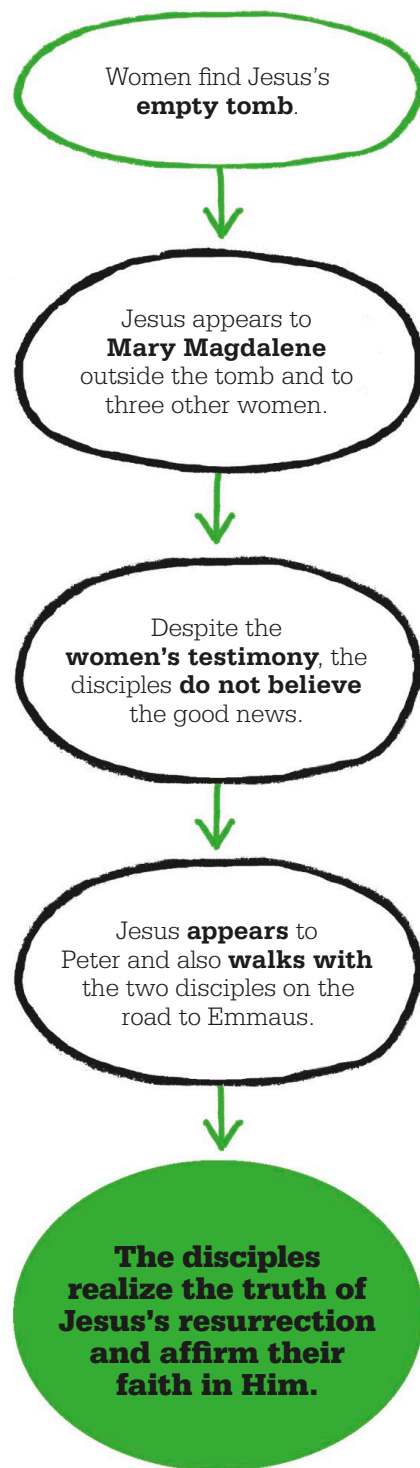 Women find Jesus's
empty tomb.
Jesus appears to
Mary Magdalene
outside the tomb and to
three other women.
Despite the
women's testimony, the
disciples do not believe
the good news.
Jesus appears to
Peter and also walks with
the two disciples on the
road to Emmaus.
The disciples
realize the truth of
Jesus's resurrection
and affirm their
faith in Him.